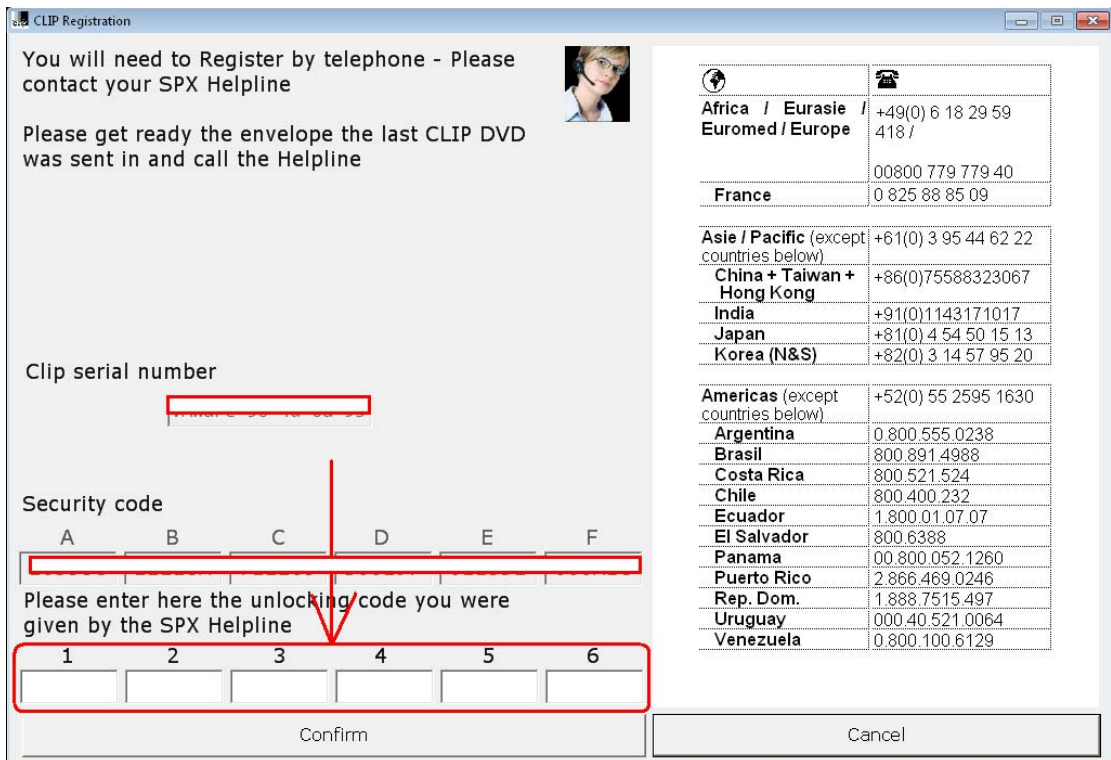 CLIP Registration
You will need to Register by telephone - Please
contact your SPX Helpline
Please get ready the envelope the last CLIP DVD
was sent in and call the Helpline
Clip serial number
Security code
A B C D E F
Please enter here the unlocking code you were
given by the SPX Helpline
1 2 3 4 5 6
Confirm
Africa / Eurasie / +49(0) 6 18 29 59
Euromed / Europe 418 /
00800 779 779 40
France 0 825 88 85 09
Asie / Pacific (except +61(0) 3 95 44 62 22
countries below)
China + Taiwan + +86(0)75588323067
Hong Kong
India +91(0)1143171017
Japan +81(0) 4 54 50 15 13
Korea (N&S) +82(0) 3 14 57 95 20
Americas (except +52(0) 55 2595 1630
countries below)
Argentina 0.800.555.0238
Brasil 800.891.4988
Costa Rica 800.521.524
Chile 800.400.232
Ecuador 1.800.01.07.07
El Salvador 800.6388
Panama 00.800.052.1260
Puerto Rico 2.866.469.0246
Rep. Dom. 1.888.7515.497
Uruguay 000.40.521.0064
Venezuela 0.800.100.6129
Cancel